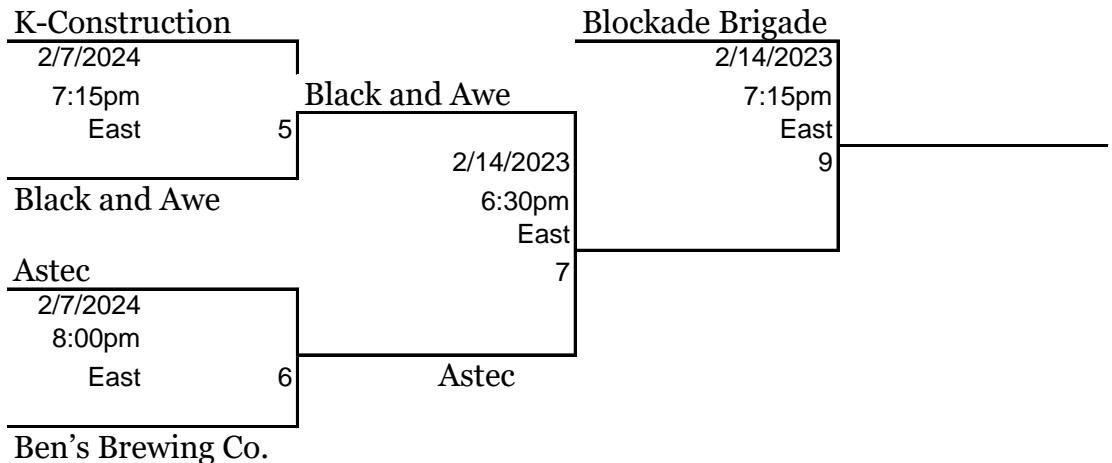 K-Construction
2/7/2024
7:15pm
East 5
Black and Awe
Astec
2/7/2024
8:00pm
East 6
Ben's Brewing Co.
Black and Awe
2/14/2023
6:30pm
East
7
Astec
Blockade Brigade
2/14/2023
7:15pm
East
9